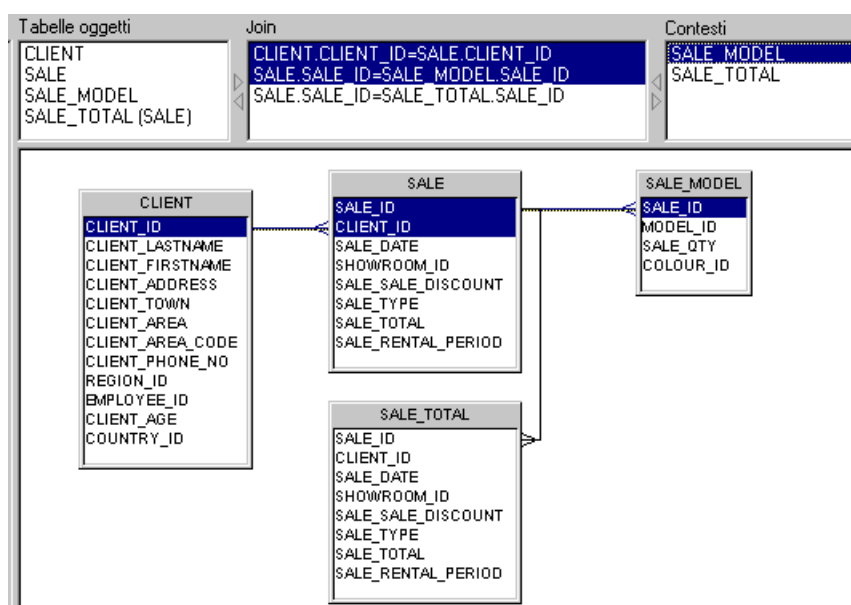 Tabelle oggetti
CLIENT
SALE
SALE_MODEL
SALE_TOTAL (SALE)
Join
CLIENT.CLIENT_ID=SALE.CLIENT_ID
SALE.SALE_ID=SALE_MODEL.SALE_ID
SALE.SALE_ID=SALE_TOTAL.SALE_ID
Contesti
SALE_MODEL
SALE_TOTAL
CLIENT
CLIENT_ID
CLIENT_LASTNAME
CLIENT_FIRSTNAME
CLIENT_ADDRESS
CLIENT_TOWN
CLIENT_AREA
CLIENT_AREA_CODE
CLIENT_PHONE_NO
REGION_ID
EMPLOYEE_ID
CLIENT_AGE
COUNTRY_ID
SALE
SALE_ID
CLIENT_ID
SALE_DATE
SHOWROOM_ID
SALE_SALE_DISCOUNT
SALE_TYPE
SALE_TOTAL
SALE_RENTAL_PERIOD
SALE_MODEL
SALE_ID
MODEL_ID
SALE_QTY
COLOUR_ID
SALE_TOTAL
SALE_ID
CLIENT_ID
SALE_DATE
SHOWROOM_ID
SALE_SALE_DISCOUNT
SALE_TYPE
SALE_TOTAL
SALE_RENTAL_PERIOD